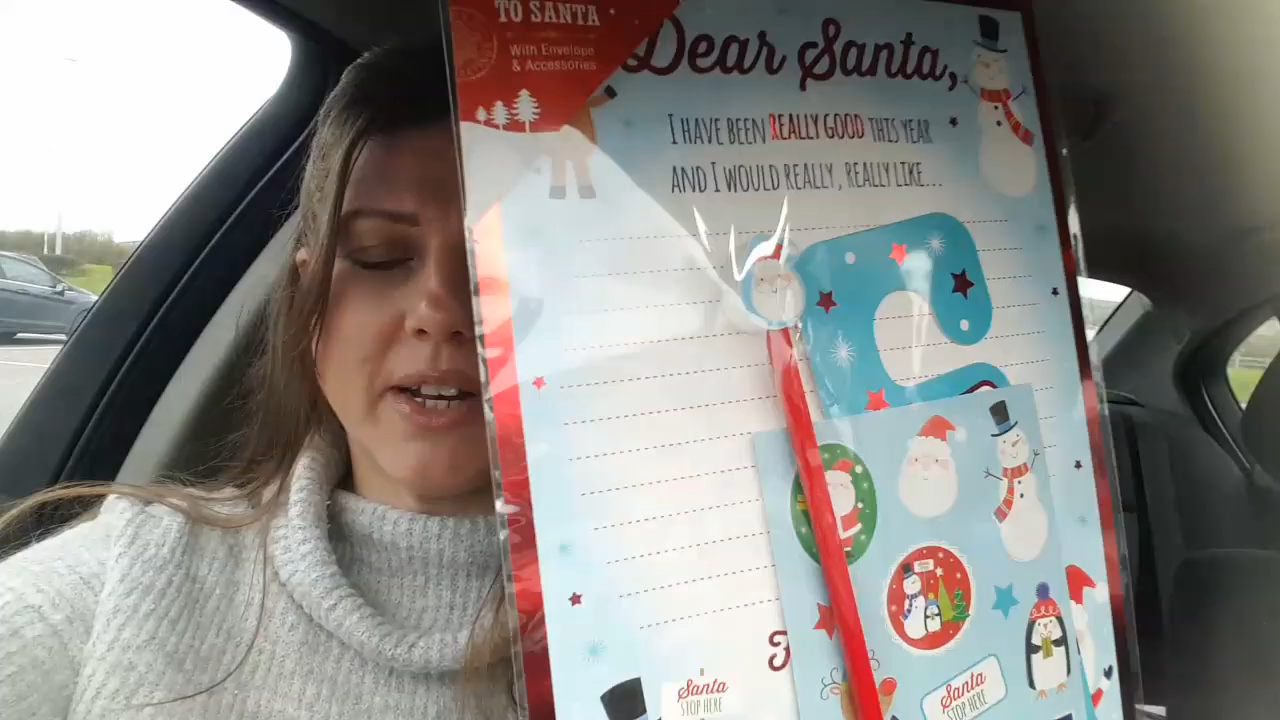 TO SANTA
With Envelope
& Accessories
Dear Santa,
I HAVE BEEN REALLY GOOD THIS YEAR
AND I WOULD REALLY, REALLY LIKE...
Santa
STOP HERE
Santa
STOP HERE